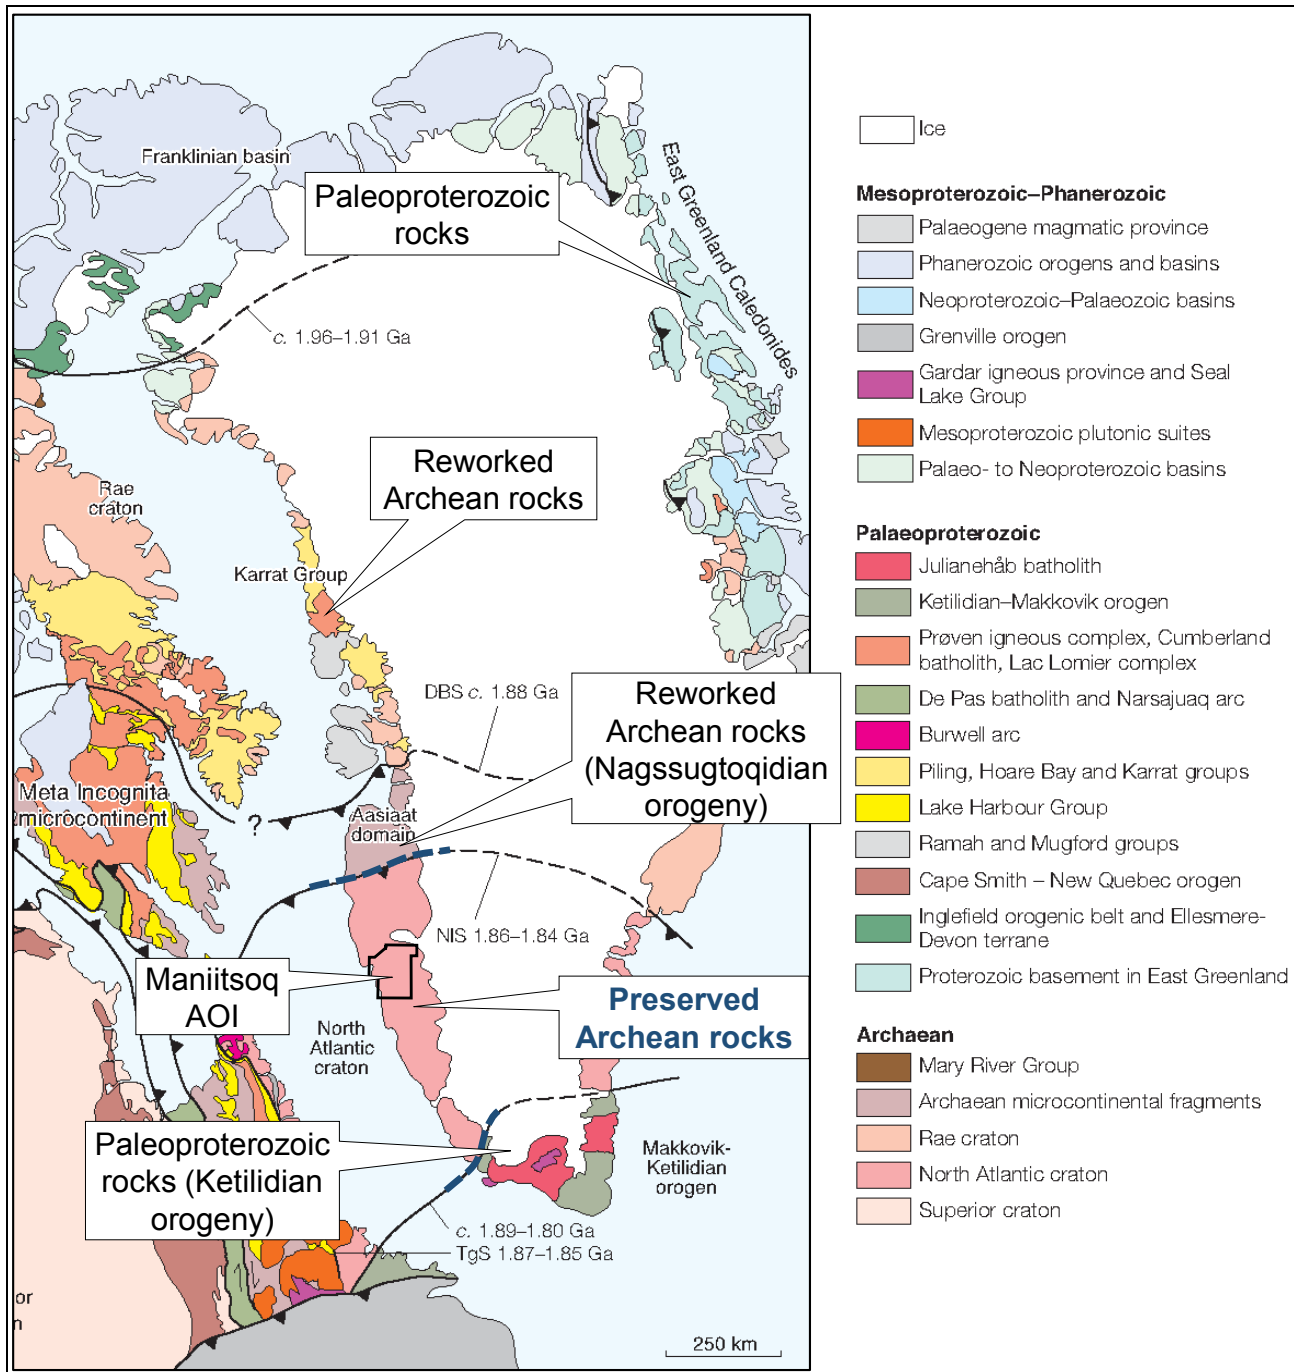 Franklinian basin
Paleoproterozoic
rocks
East Greenland Caledonides
c. 1.96–1.91 Ga
Reworked
Archean rocks
Rae
craton
Karrat Group
DBS c. 1.88 Ga
Reworked
Archean rocks
(Nagssugtoqidian
orogeny)
Meta Incognita
microcontinent
?
Aasiaat
domain
NIS 1.86–1.84 Ga
Maniitsoq
AOI
Preserved
Archean rocks
North
Atlantic
craton
Paleoproterozoic
rocks (Ketilidian
orogeny)
Makkovik-
Ketilidian
orogen
c. 1.89–1.80 Ga
TgS 1.87–1.85 Ga
or
n
250 km
Ice
Mesoproterozoic–Phanerozoic
Palaeogene magmatic province
Phanerozoic orogens and basins
Neoproterozoic–Palaeozoic basins
Grenville orogen
Gardar igneous province and Seal
Lake Group
Mesoproterozoic plutonic suites
Palaeo- to Neoproterozoic basins
Palaeoproterozoic
Julianehåb batholith
Ketilidian–Makkovik orogen
Prøven igneous complex, Cumberland
batholith, Lac Lomier complex
De Pas batholith and Narsajuaq arc
Burwell arc
Piling, Hoare Bay and Karrat groups
Lake Harbour Group
Ramah and Mugford groups
Cape Smith – New Quebec orogen
Inglefield orogenic belt and Ellesmere-
Devon terrane
Proterozoic basement in East Greenland
Archaean
Mary River Group
Archaean microcontinental fragments
Rae craton
North Atlantic craton
Superior craton